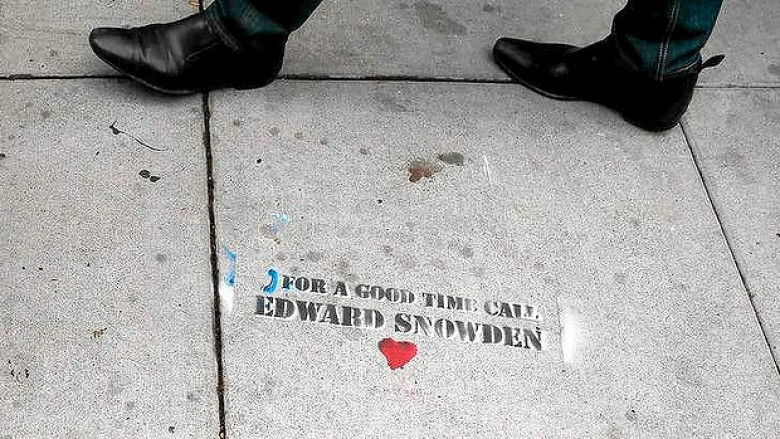 FOR A GOOD TIME CALL
EDWARD SNOWDEN